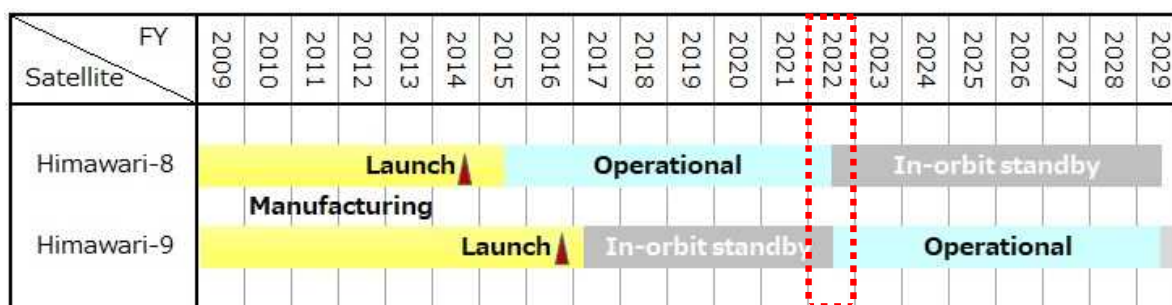 FY
Satellite
2009 2010 2011 2012 2013 2014 2015 2016 2017 2018 2019 2020 2021 2022 2023 2024 2025 2026 2027 2028 2029
Himawari-8 Launch Operational In-orbit standby
Manufacturing
Himawari-9 Launch In-orbit standby Operational